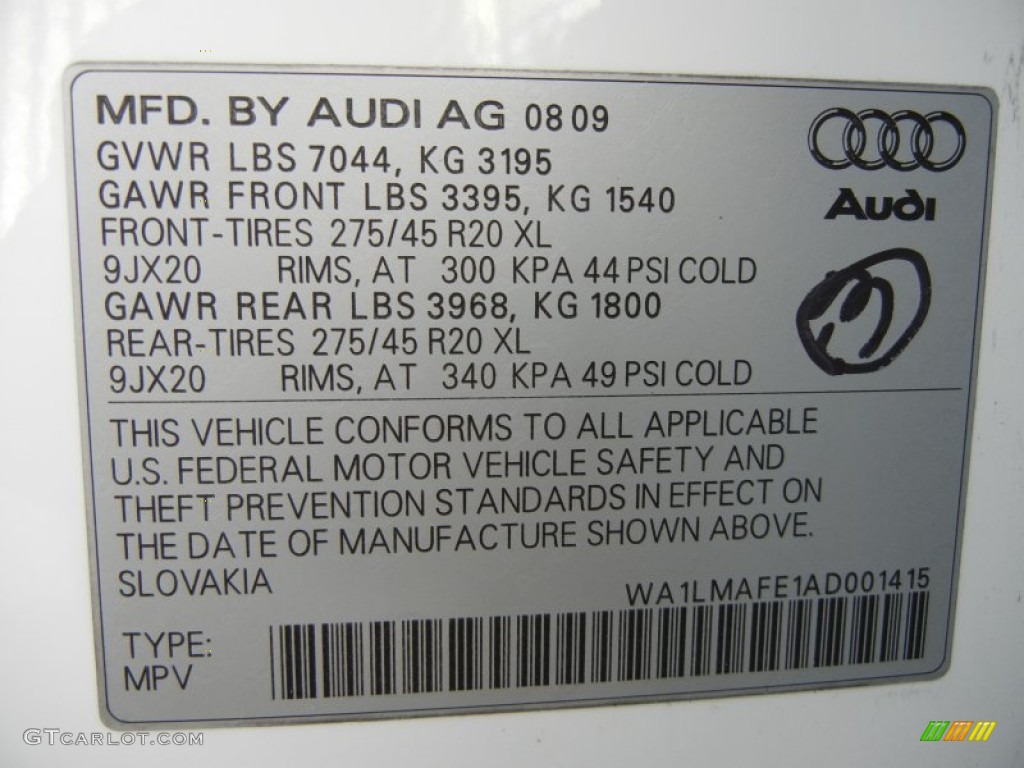 MFD. BY AUDI AG 0809
GVWR LBS 7044, KG 3195
GAWR FRONT LBS 3395, KG 1540
FRONT-TIRES 275/45 R20 XL
9JX20 RIMS, AT 300 KPA 44 PSI COLD
GAWR REAR LBS 3968, KG 1800
REAR-TIRES 275/45 R20 XL
9JX20 RIMS, AT 340 KPA 49 PSI COLD
Audi
THIS VEHICLE CONFORMS TO ALL APPLICABLE
U.S. FEDERAL MOTOR VEHICLE SAFETY AND
THEFT PREVENTION STANDARDS IN EFFECT ON
THE DATE OF MANUFACTURE SHOWN ABOVE.
SLOVAKIA WA1LMAFE1AD001415
TYPE:
MPV
GTCARLOT.COM